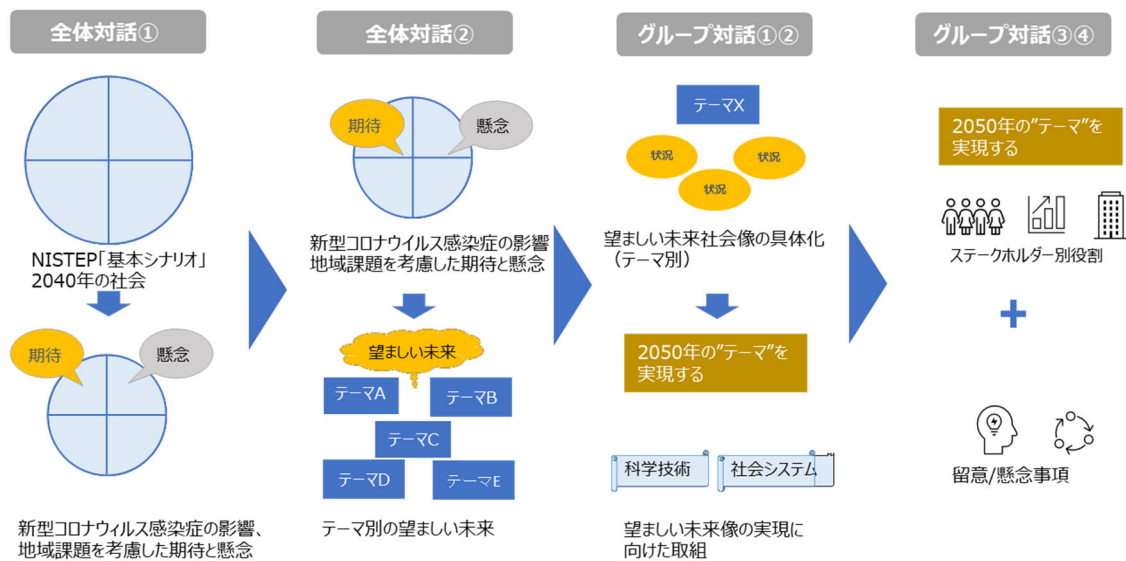 全体対話①
NISTEP「基本シナリオ」
2040年の社会
期待
懸念
新型コロナウィルス感染症の影響、
地域課題を考慮した期待と懸念
全体対話②
期待
懸念
新型コロナウイルス感染症の影響
地域課題を考慮した期待と懸念
望ましい未来
テーマA
テーマB
テーマC
テーマD
テーマE
テーマ別の望ましい未来
グループ対話①②
テーマX
状況
状況
状況
望ましい未来社会像の具体化
（テーマ別）
2050年の”テーマ”を
実現する
科学技術
社会システム
望ましい未来像の実現に
向けた取組
グループ対話③④
2050年の”テーマ”を
実現する
ステークホルダー別役割
+
留意/懸念事項